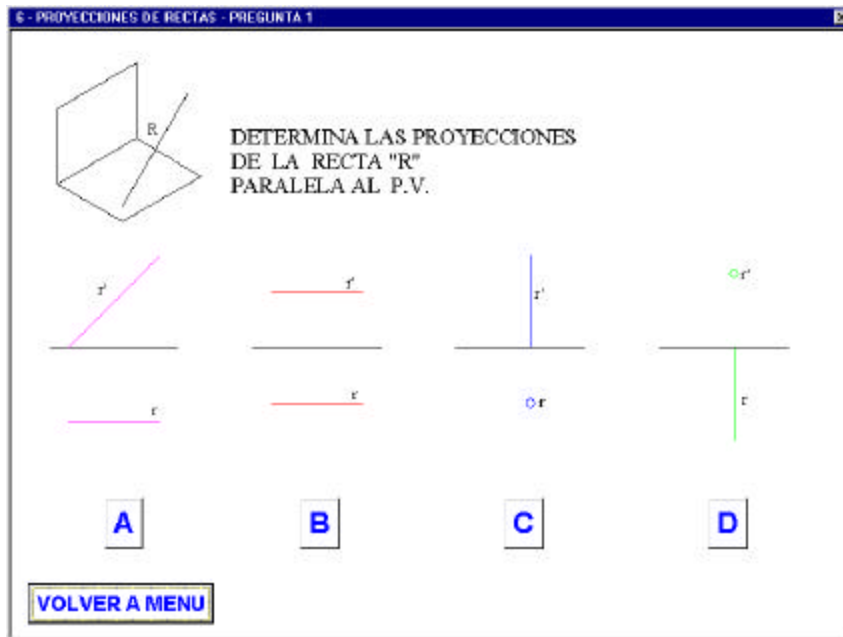 6 - PROYECCIONES DE RECTAS - PREGUNTA 1
R
DETERMINA LAS PROYECCIONES
DE LA RECTA "R"
PARALELA AL P.V.
r'
r'
r'
r'
r
r
r
r
A
B
C
D
VOLVER A MENU